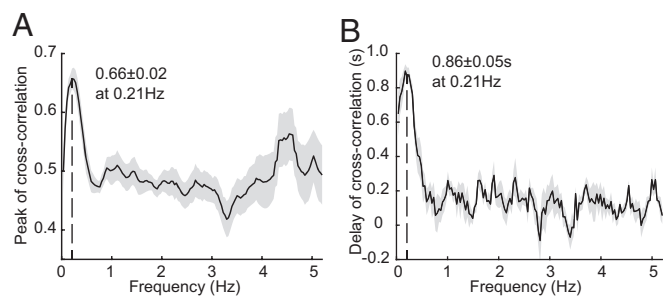 A
Peak of cross-correlation
0.7
0.6
0.5
0.4
0.66±0.02
at 0.21Hz
0 1 2 3 4 5
Frequency (Hz)
B
Delay of cross-correlation (s)
1.0
0.8
0.6
0.4
0.2
0
-0.2
0.86±0.05s
at 0.21Hz
0 1 2 3 4 5
Frequency (Hz)